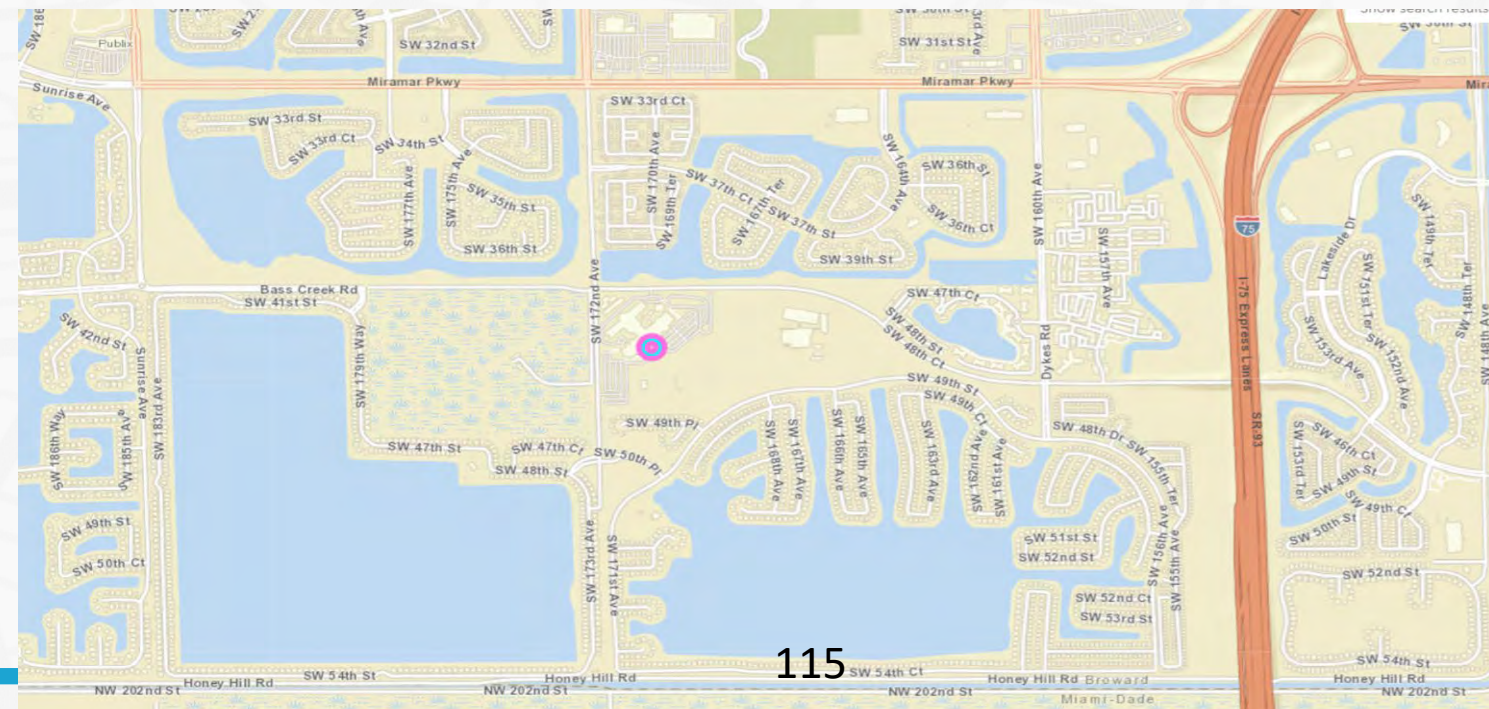 Show search results
SW 30th St
SW 186
Publix
SW 32nd St
SW 31st St
Miramar Pkwy
Miramar Pkwy
Sunrise Ave
SW 33rd St
SW 33rd Ct
SW 34th St
SW 33rd Ct
SW 177th Ave
SW 175th Ave
SW 35th St
SW 36th St
SW 170th Ave
SW 169th Ter
SW 37th Ct
SW 167th Ter
SW 37th St
SW 39th St
SW 164th Ave
SW 36th St
SW 36th Ct
SW 160th Ave
SW 157th Ave
75
Lakeside Dr
SW 149th Ter
SW 148th Ter
SW 148th Ave
SW 151st Ter
SW 152nd Ave
SW 153rd Ave
Bass Creek Rd
SW 41st St
SW 42nd St
Sunrise Ave
SW 183rd Ave
SW 179th Way
SW 172nd Ave
SW 47th Ct
SW 48th St
SW 48th Ct
Dykes Rd
I-75 Express Lanes
SR 93
SW 49th St
SW 49th Ct
SW 186th Way
SW 185th Ave
SW 47th St
SW 47th Ct
SW 48th St
SW 50th Pl
SW 49th Pl
SW 168th Ave
SW 167th Ave
SW 166th Ave
SW 165th Ave
SW 163rd Ave
SW 162nd Ave
SW 161st Ave
SW 48th Dr
SW 155th Ter
SW 153rd Ter
SW 46th Ct
SW 49th St
SW 49th Ct
SW 50th St
SW 49th St
SW 50th Ct
SW 173rd Ave
SW 171st Ave
SW 51st St
SW 52nd St
SW 156th Ave
SW 155th Ave
SW 52nd St
SW 52nd Ct
SW 53rd St
115
SW 54th St
SW 54th Ct
SW 54th St
Honey Hill Rd
Honey Hill Rd
Honey Hill Rd
Broward
Honey Hill Rd
NW 202nd St
NW 202nd St
NW 202nd St
NW 202nd St
Miami-Dade